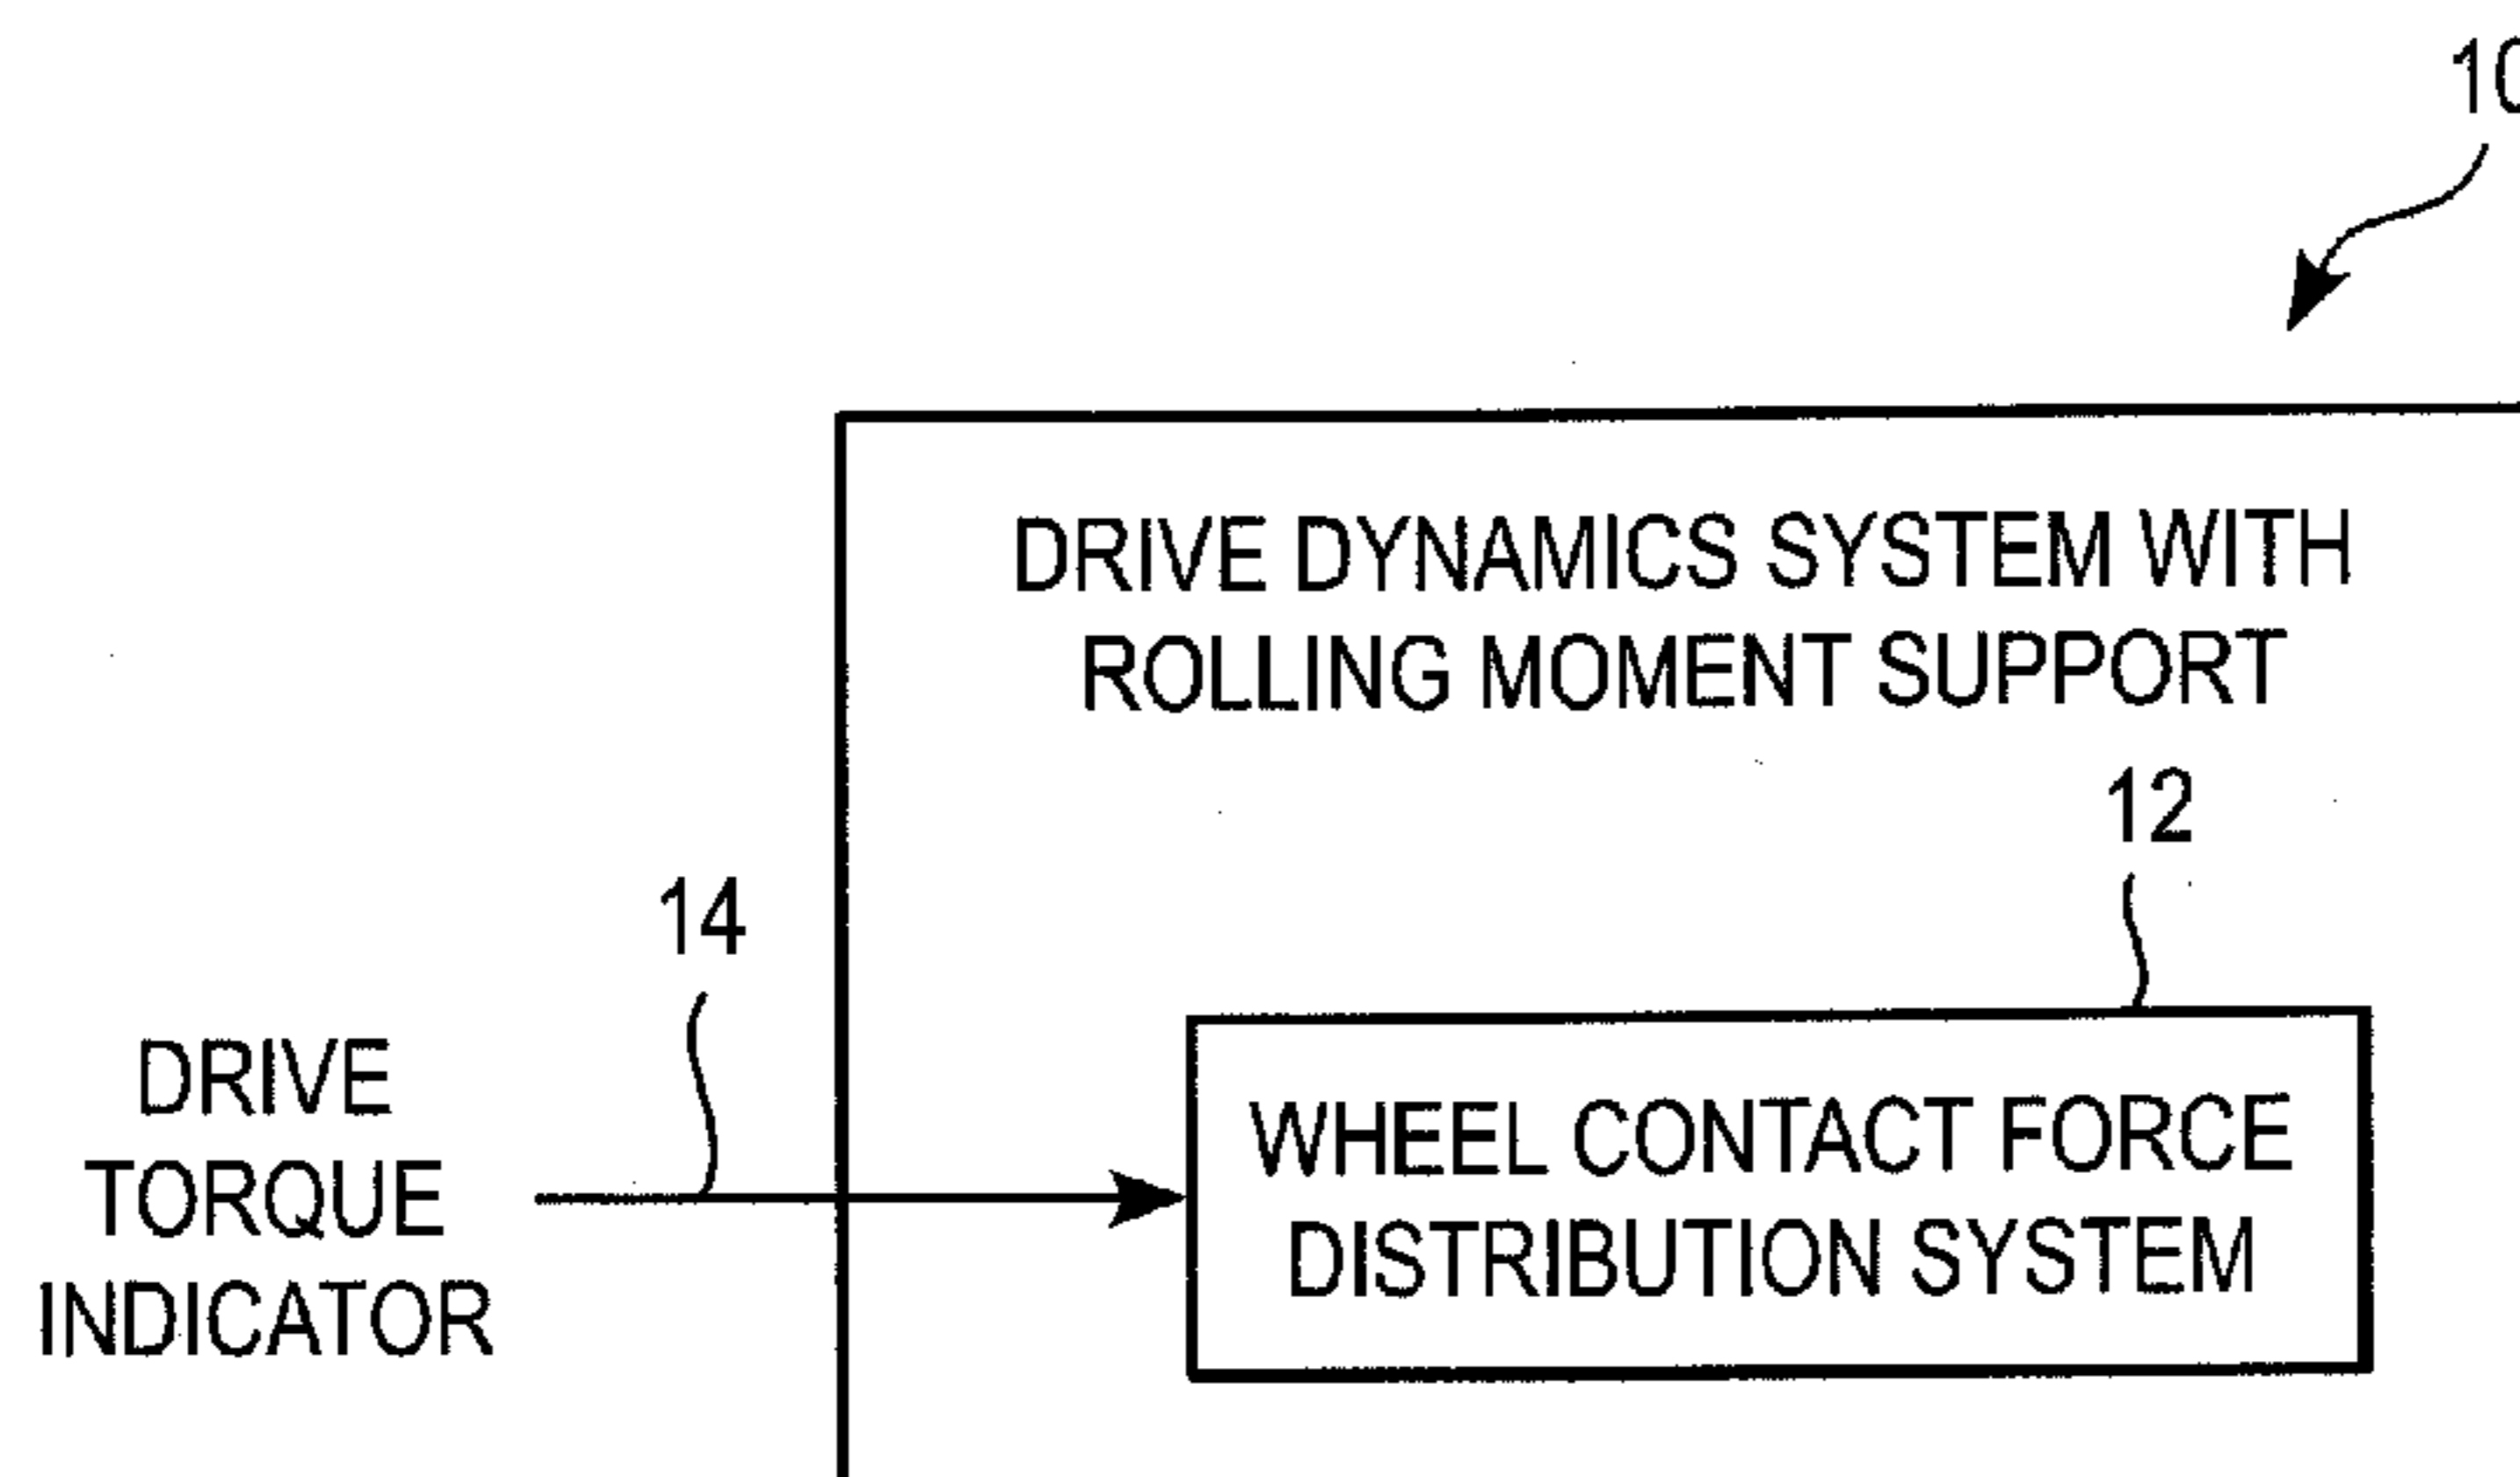 10
DRIVE DYNAMICS SYSTEM WITH
ROLLING MOMENT SUPPORT
12
14
DRIVE
TORQUE
INDICATOR
WHEEL CONTACT FORCE
DISTRIBUTION SYSTEM